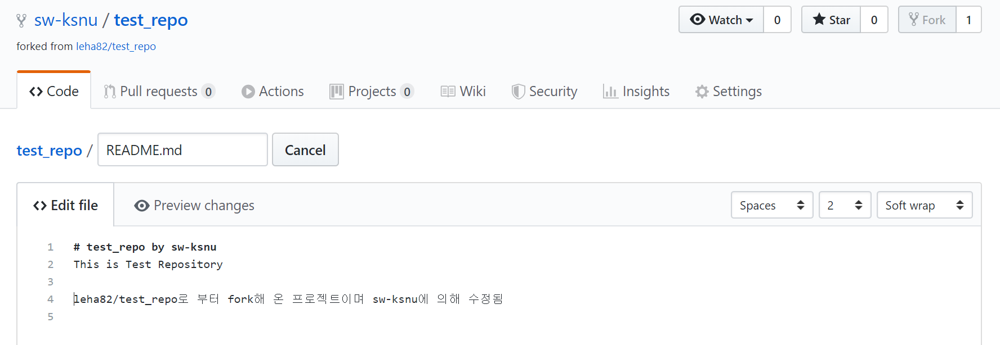 sw-ksnu / test_repo
Watch 0 Star 0 Fork 1
forked from leha82/test_repo
Code Pull requests 0 Actions Projects 0 Wiki Security Insights Settings
test_repo / README.md Cancel
Edit file Preview changes Spaces 2 Soft wrap
1 # test_repo by sw-ksnu
2 This is Test Repository
3
4 leha82/test_repo로 부터 fork해 온 프로젝트이며 sw-ksnu에 의해 수정됨
5